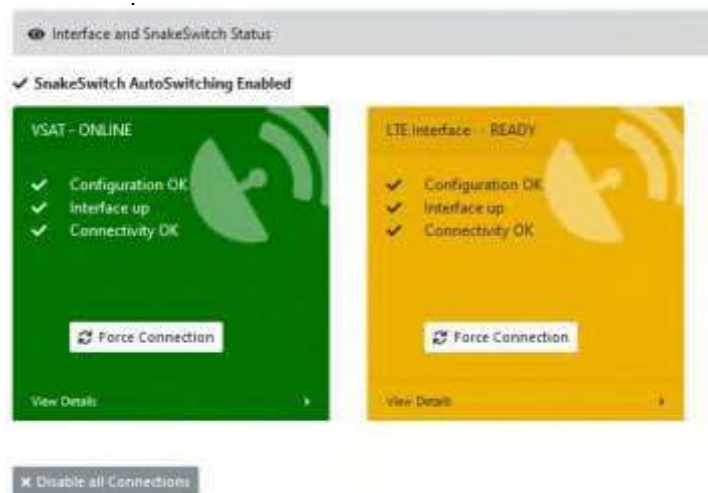 Interface and SnakeSwitch Status
SnakeSwitch AutoSwitching Enabled
VSAT - ONLINE
Configuration OK
Interface up
Connectivity OK
Force Connection
View Details
LTE Interface - READY
Configuration OK
Interface up
Connectivity OK
Force Connection
View Details
Disable all Connections